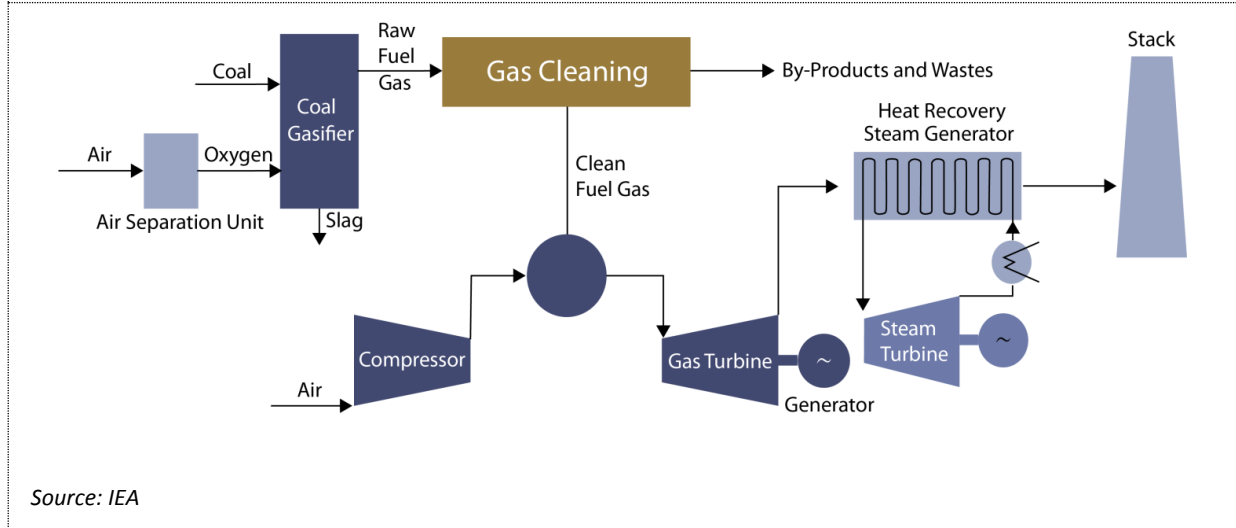 Stack
Raw
Fuel
Gas
Gas Cleaning
By-Products and Wastes
Coal
Coal
Gasifier
Heat Recovery
Steam Generator
Air
Oxygen
Clean
Fuel Gas
Air Separation Unit
Slag
Compressor
Gas Turbine
~
Steam
Turbine
~
Air
Generator
Source: IEA